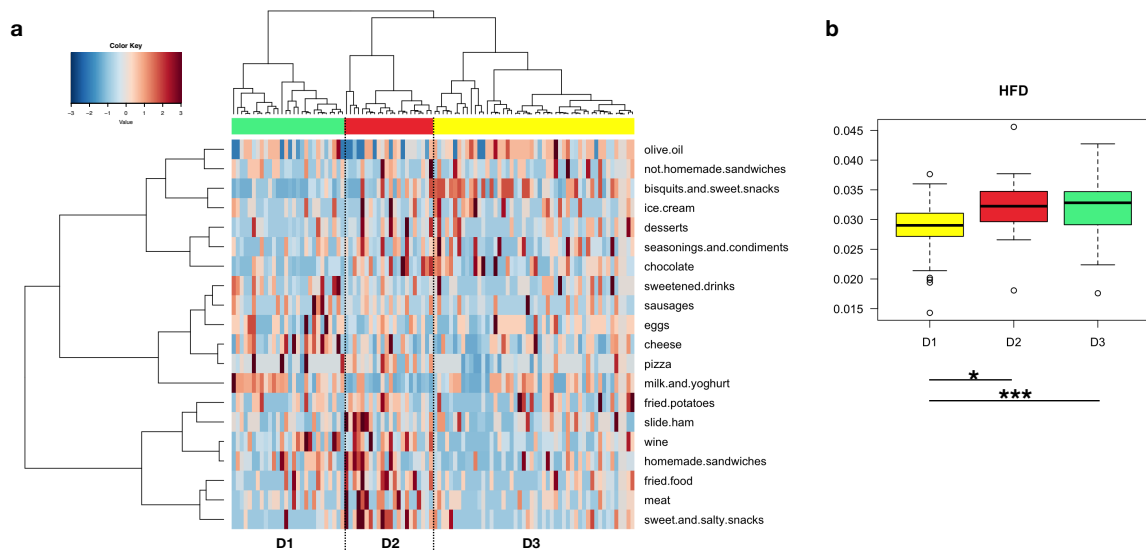 a
Color Key
−3 −2 −1 0 1 2 3
Value
olive.oil
not.homemade.sandwiches
bisquits.and.sweet.snacks
ice.cream
desserts
seasonings.and.condiments
chocolate
sweetened.drinks
sausages
eggs
cheese
pizza
milk.and.yoghurt
fried.potatoes
slide.ham
wine
homemade.sandwiches
fried.food
meat
sweet.and.salty.snacks
D1 D2 D3
b
HFD
0.045
0.040
0.035
0.030
0.025
0.020
0.015
D1 D2 D3
*
***